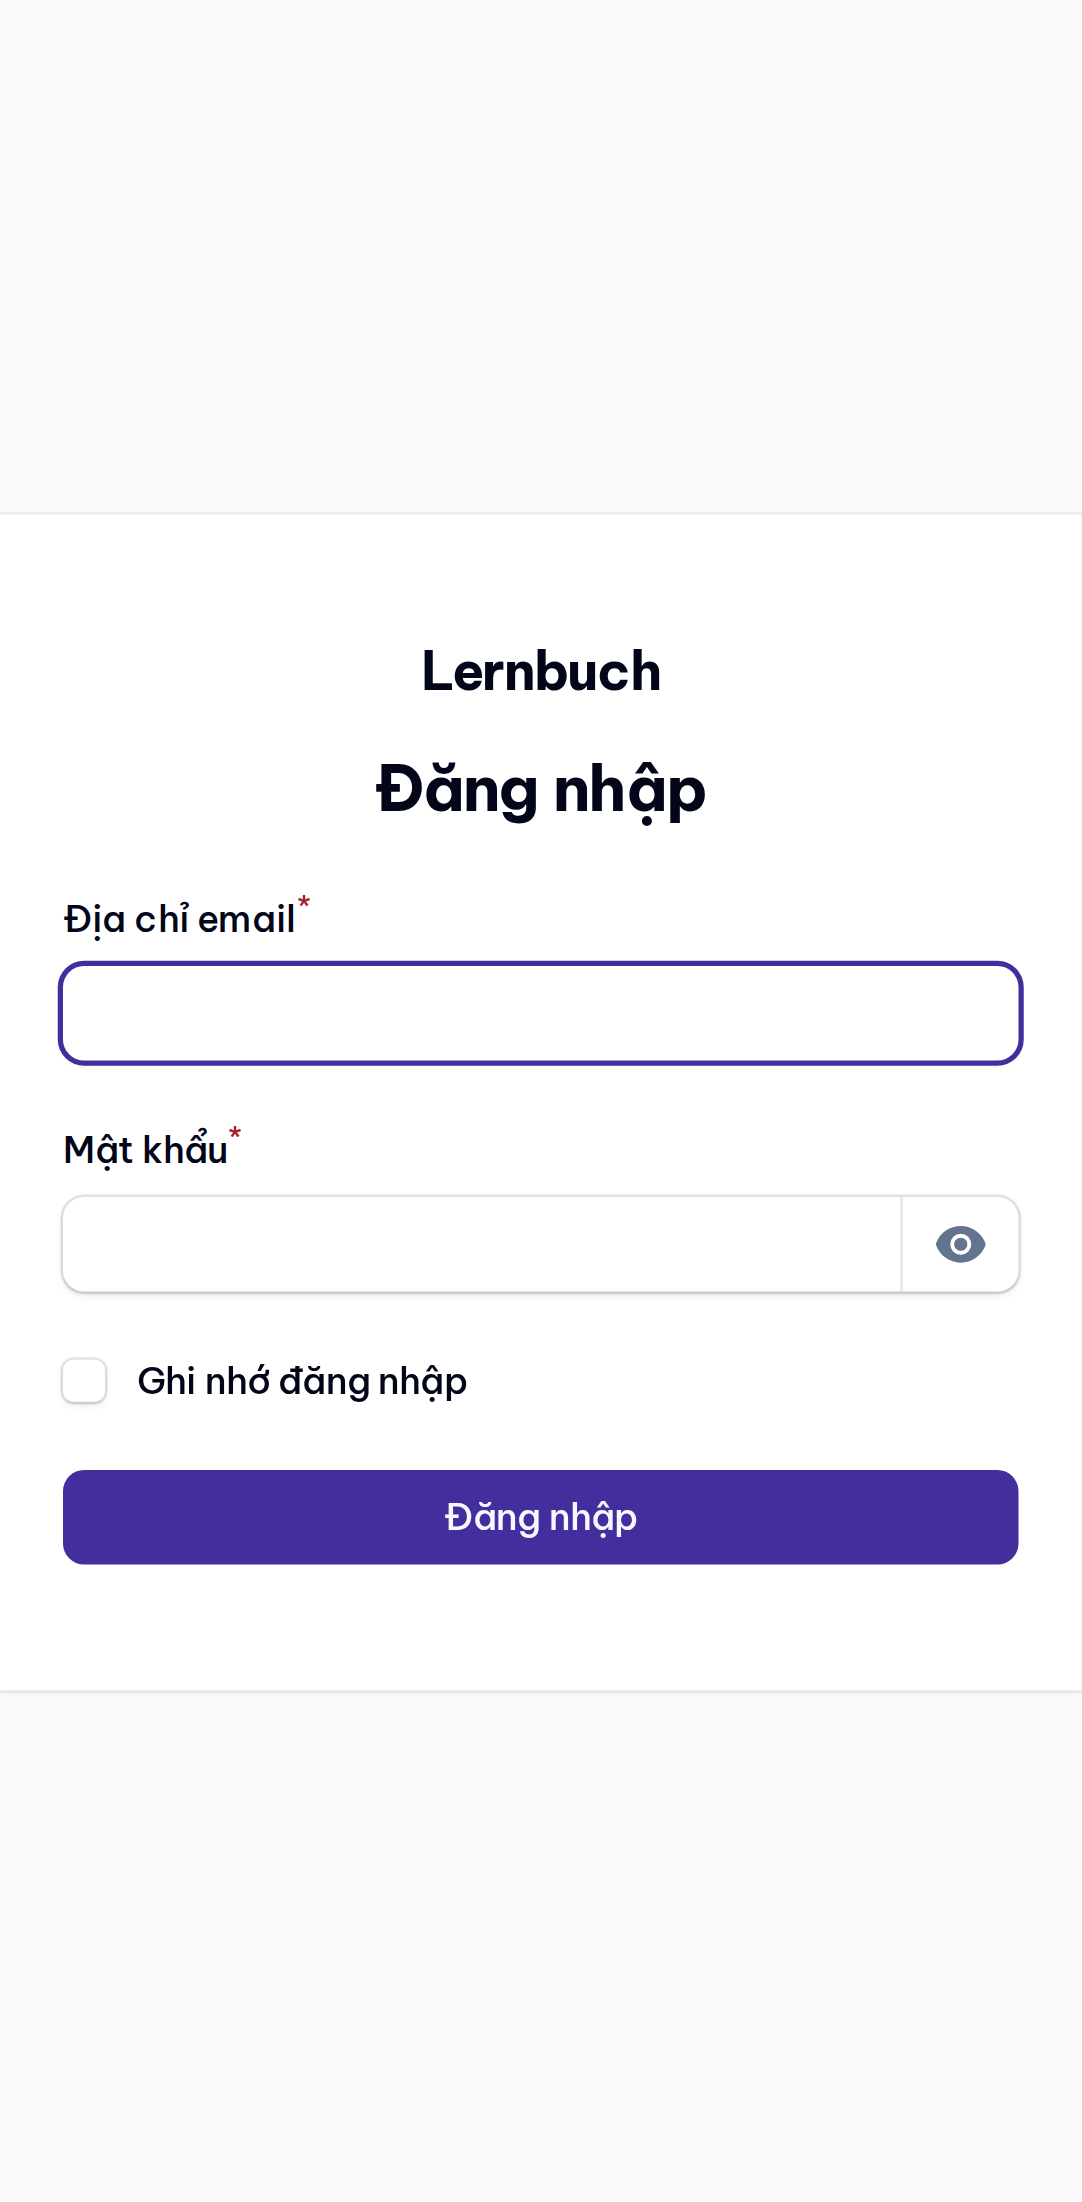 Lernbuch
Đăng nhập
Địa chỉ email*
Mật khẩu*
Ghi nhớ đăng nhập
Đăng nhập